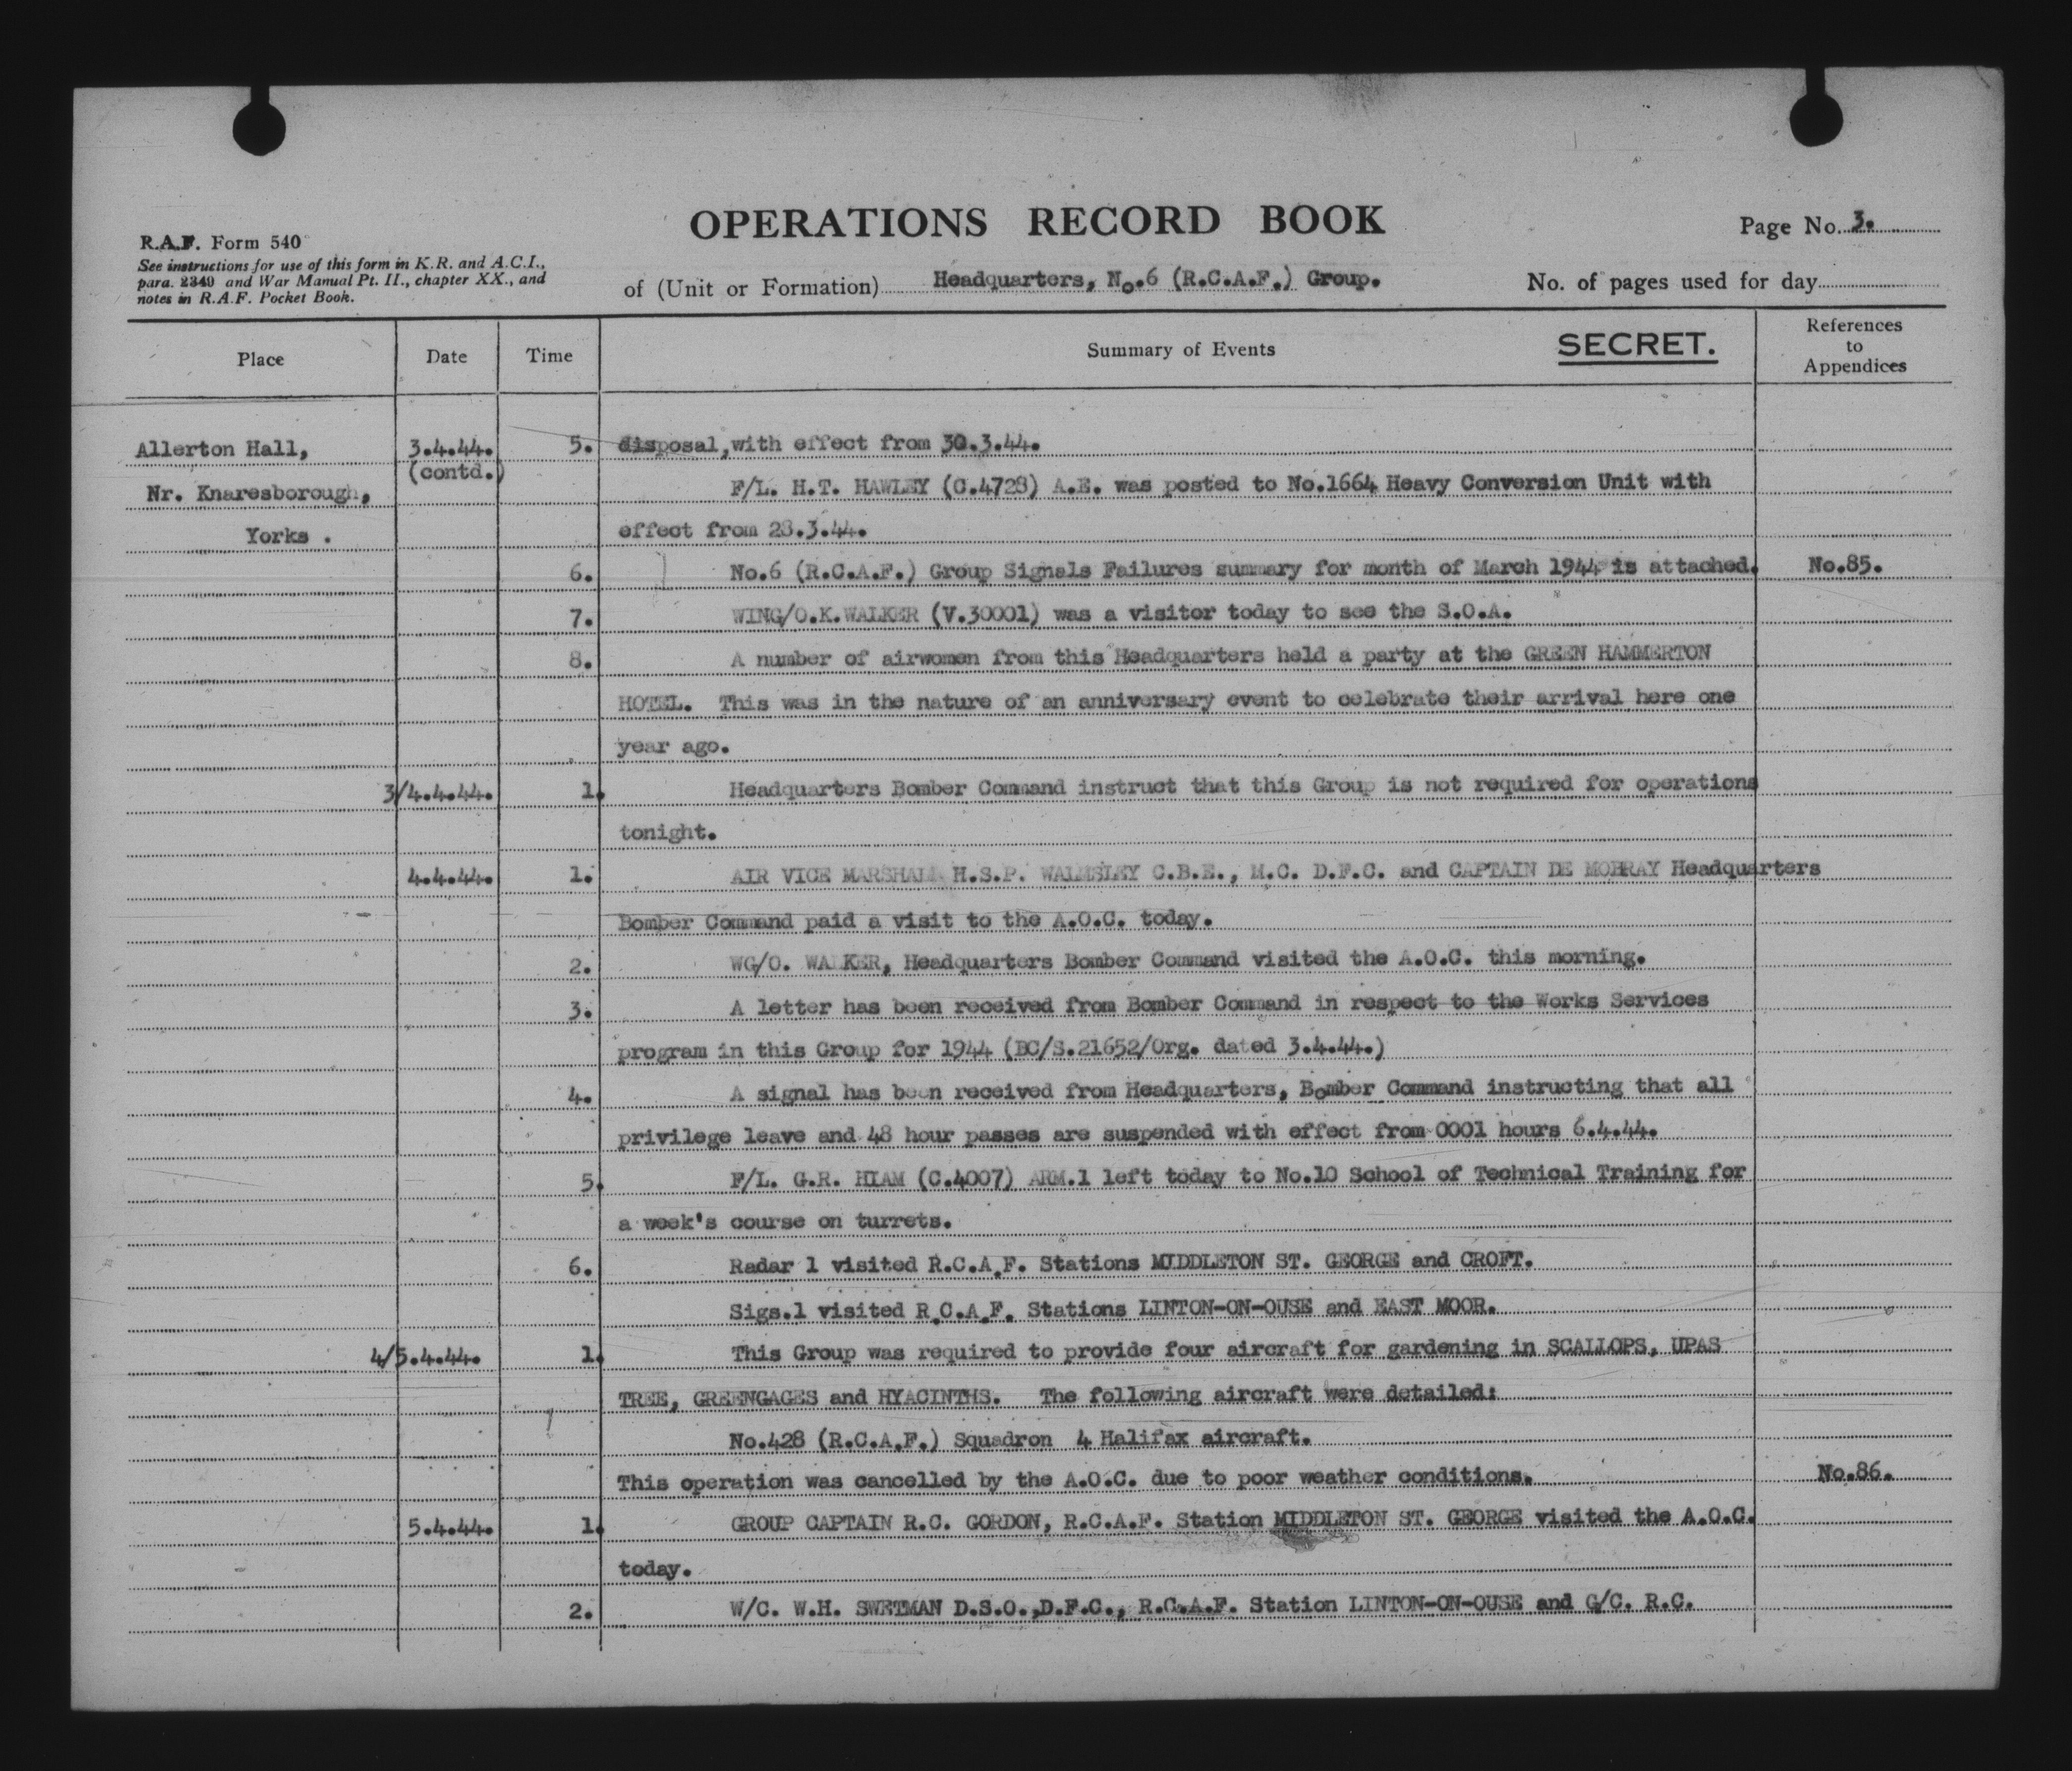 OPERATIONS RECORD BOOK
Page No. 3.
R.A.F. Form 540
See instructions for use of this form in K.R. and A.C.I.,
para. 2349 and War Manual Pt. II., chapter XX., and
notes in R.A.F. Pocket Book.
of (Unit or Formation) Headquarters, No.6 (R.C.A.F.) Group.
No. of pages used for day
Place Date Time Summary of Events SECRET. References to Appendices
Allerton Hall, 3.4.44. 5. disposal,with effect from 30.3.44.
(contd.)
Nr. Knaresborough, F/L. H.T. HAWLEY (C.4728) A.E. was posted to No.1664 Heavy Conversion Unit with
Yorks . effect from 28.3.44.
6. No.6 (R.C.A.F.) Group Signals Failures summary for month of March 1944 is attached. No.85.
7. WING/O.K.WALKER (V.30001) was a visitor today to see the S.O.A.
8. A number of airwomen from this Headquarters held a party at the GREEN HAMMERTON
HOTEL. This was in the nature of an anniversary event to celebrate their arrival here one
year ago.
3/4.4.44. 1. Headquarters Bomber Command instruct that this Group is not required for operations
tonight.
4.4.44. 1. AIR VICE MARSHALL H.S.P. WALMSLEY C.B.E., M.C. D.F.C. and CAPTAIN DE Headquarters
Bomber Command paid a visit to the A.O.C. today.
2. WG/O. WALKER, Headquarters Bomber Command visited the A.O.C. this morning.
3. A letter has been received from Bomber Command in respect to the Works Services
program in this Group for 1944 (BC/S.21652/Org. dated 3.4.44.)
4. A signal has been received from Headquarters, Bomber Command instructing that all
privilege leave and 48 hour passes are suspended with effect from 0001 hours 6.4.44.
5. F/L. G.R. HIAM (C.4007) ARM.1 left today to No.10 School of Technical Training for
a week's course on turrets.
6. Radar 1 visited R.C.A.F. Stations MIDDLETON ST. GEORGE and CROFT.
Sigs.1 visited R.C.A.F. Stations LINTON-ON-OUSE and EAST MOOR.
4/5.4.44. 1. This Group was required to provide four aircraft for gardening in SCALLOPS, UPAS
TREE, GREENGAGES and HYACINTHS. The following aircraft were detailed:
No.428 (R.C.A.F.) Squadron 4 Halifax aircraft.
This operation was cancelled by the A.O.C. due to poor weather conditions. No.86.
5.4.44. 1. GROUP CAPTAIN R.C. GORDON, R.C.A.F. Station MIDDLETON ST. GEORGE visited the A.O.C.
today.
2. W/C. W.H. SWETMAN D.S.O.,D.F.C., R.C.A.F. Station LINTON-ON-OUSE and G/C. R.C.